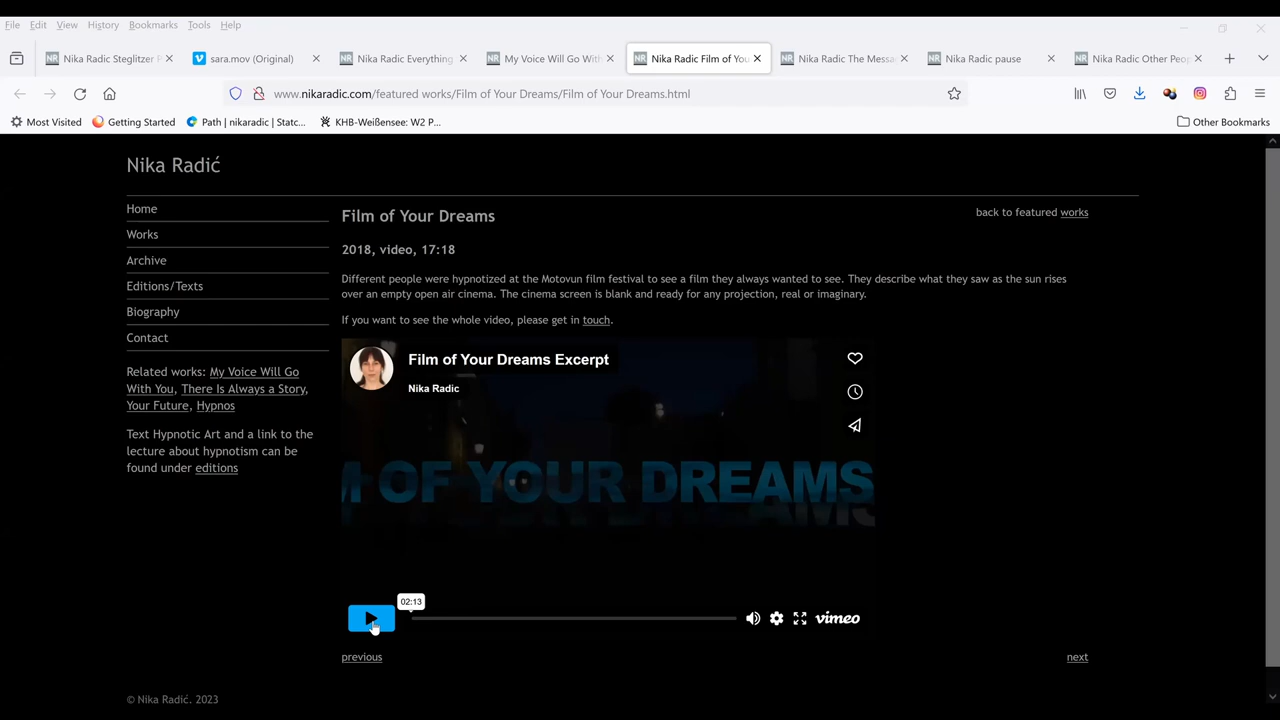 File Edit View History Bookmarks Tools Help
Nika Radic Steglitzer
sara.mov (Original)
Nika Radic Everything
My Voice Will Go With
Nika Radic Film of You
Nika Radic The Messa
Nika Radic pause
Nika Radic Other Peop
www.nikaradic.com/featured works/Film of Your Dreams/Film of Your Dreams.html
Most Visited Getting Started Path | nikaradic | Statc... KHB-Weißensee: W2 P... Other Bookmarks
Nika Radić
Home
Works
Archive
Editions/Texts
Biography
Contact
Related works: My Voice Will Go
With You, There Is Always a Story,
Your Future, Hypnos
Text Hypnotic Art and a link to the
lecture about hypnotism can be
found under editions
Film of Your Dreams
back to featured works
2018, video, 17:18
Different people were hypnotized at the Motovun film festival to see a film they always wanted to see. They describe what they saw as the sun rises
over an empty open air cinema. The cinema screen is blank and ready for any projection, real or imaginary.
If you want to see the whole video, please get in touch.
Film of Your Dreams Excerpt
Nika Radic
M OF YOUR DREAMS
02:13
vimeo
previous
next
© Nika Radić. 2023